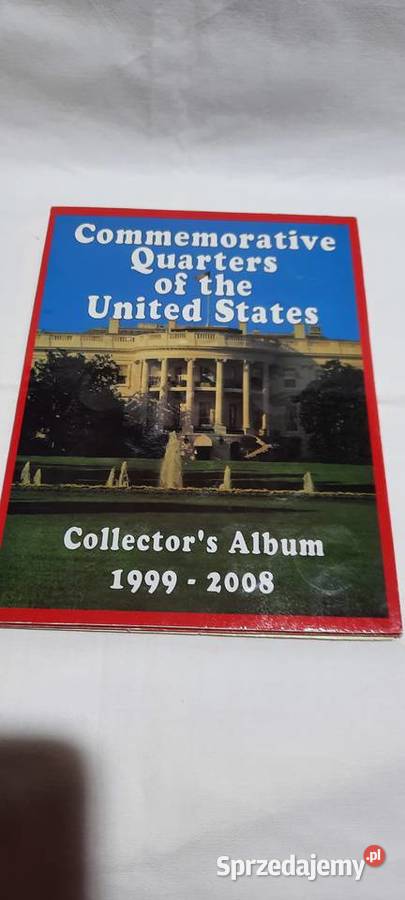 Commemorative
Quarters
of the
United States
Collector's Album
1999 - 2008
Sprzedajemy.pl